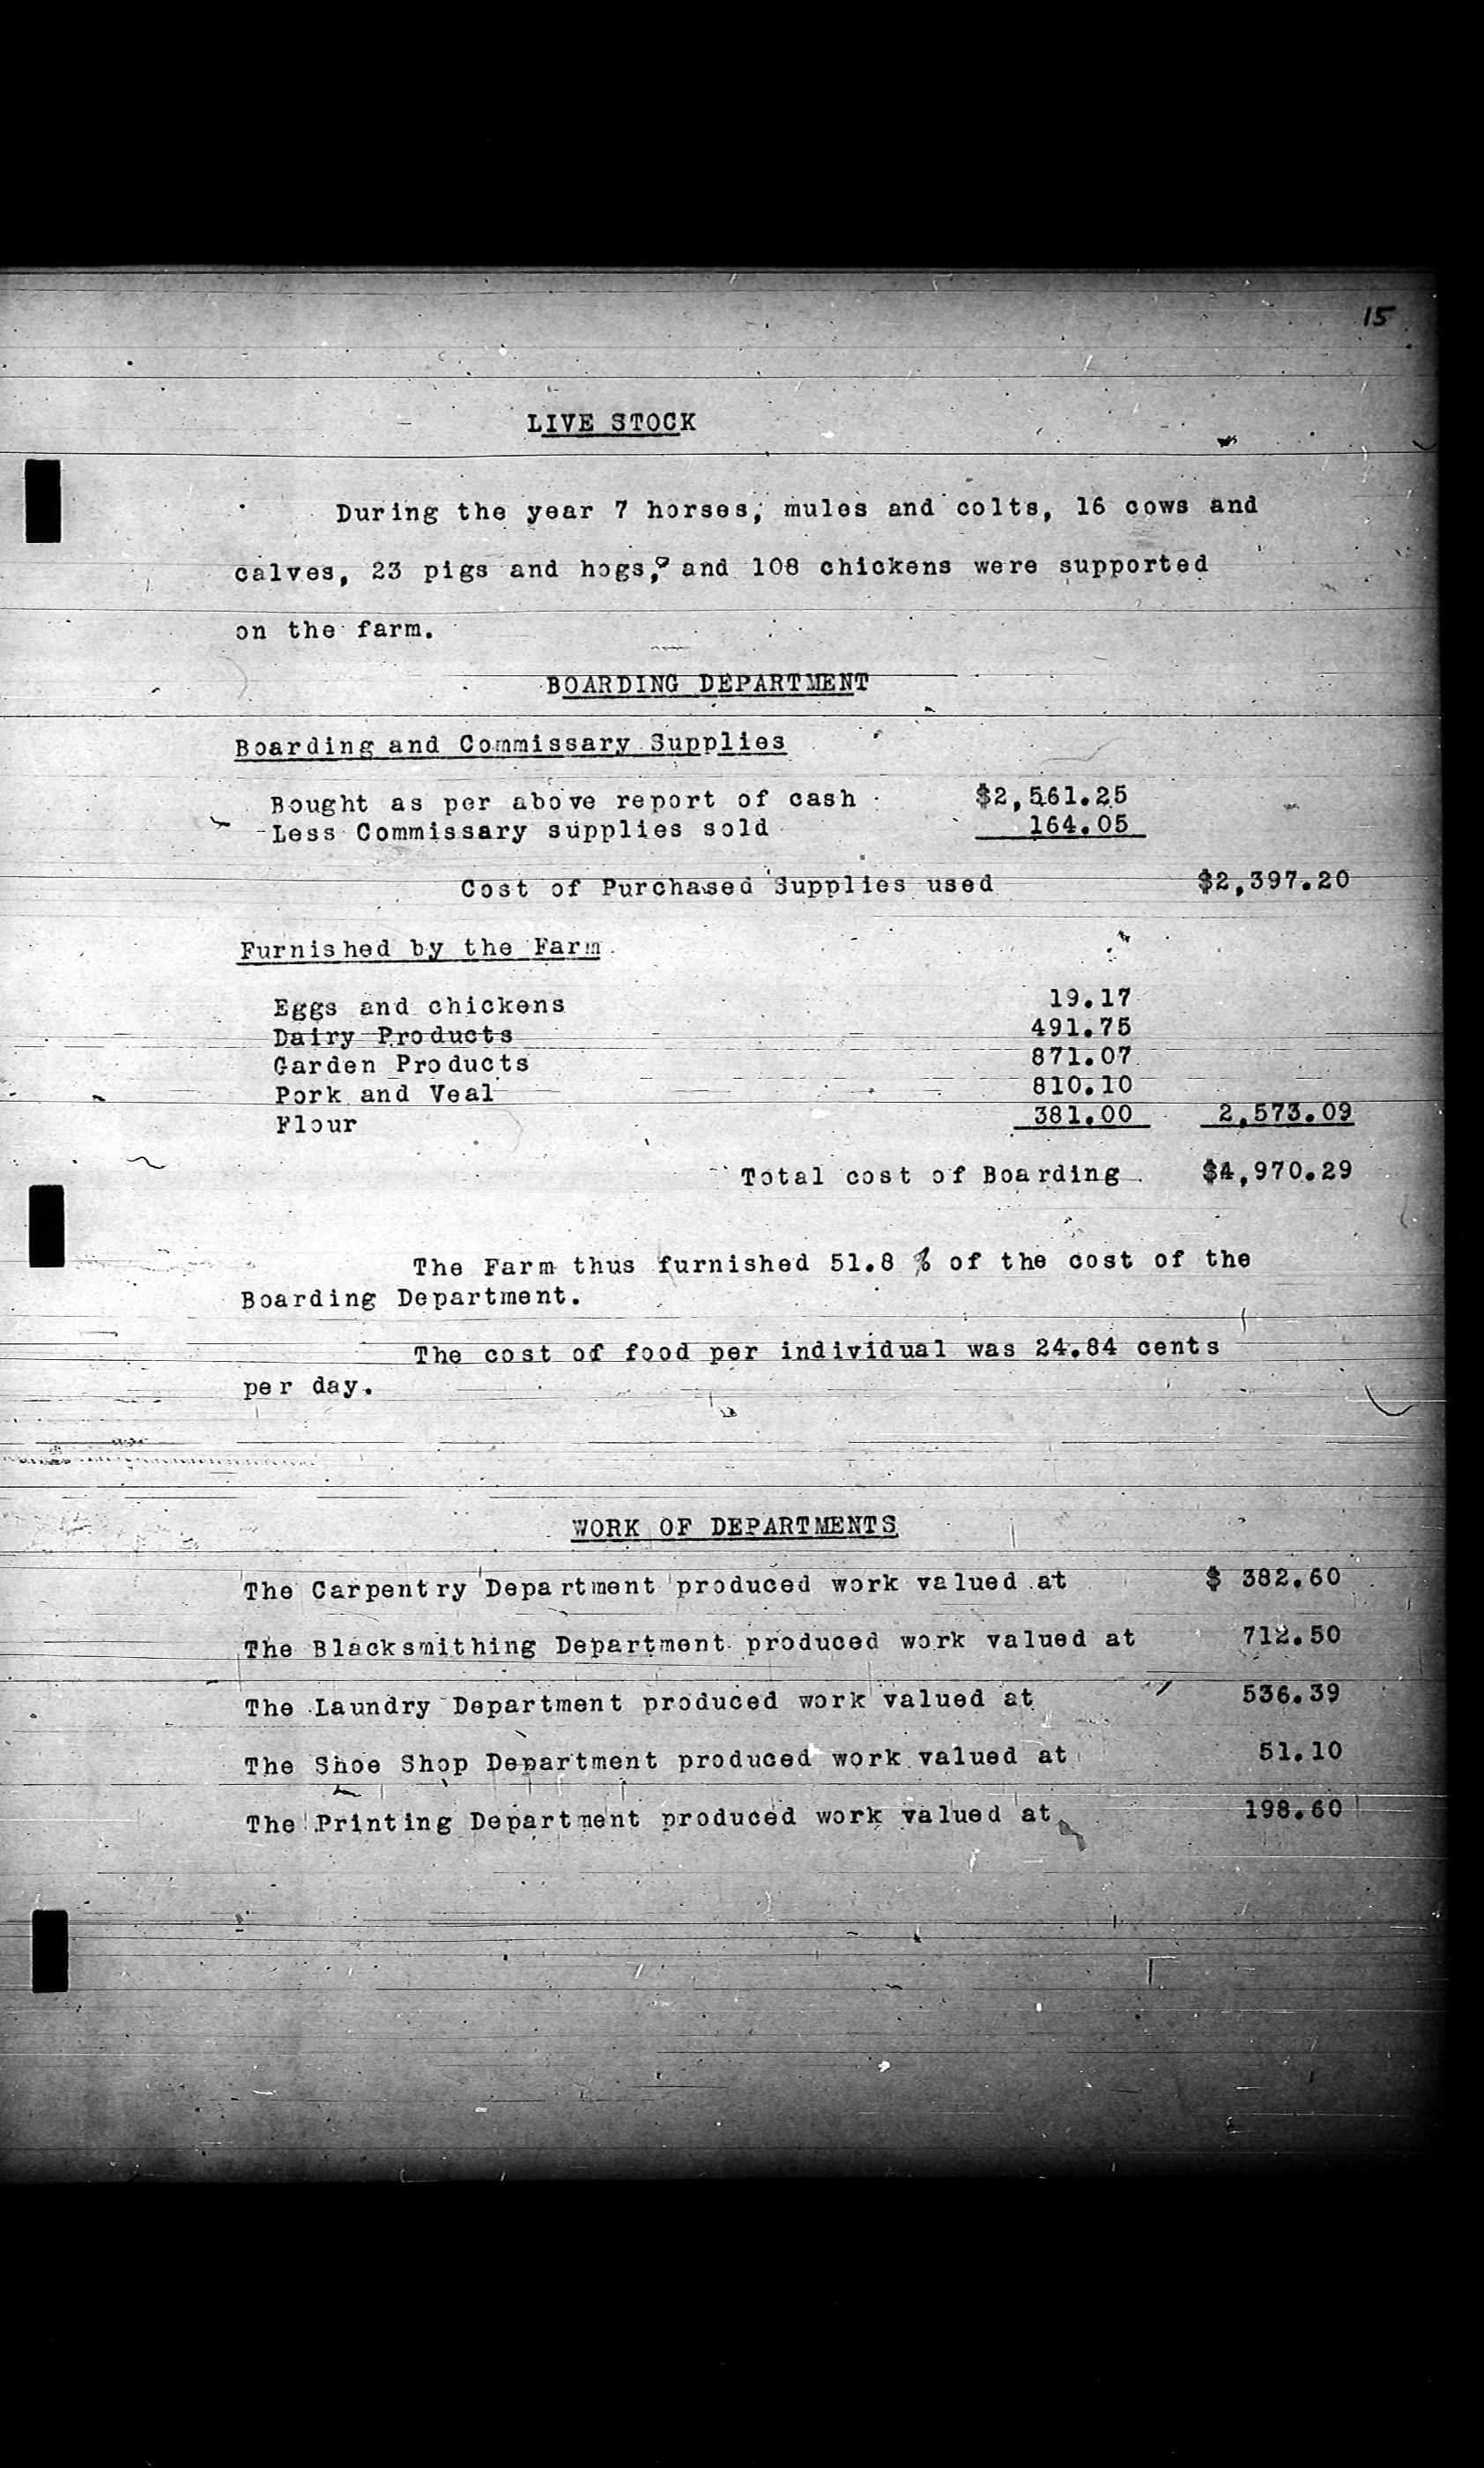 15
LIVE STOCK
During the year 7 horses, mules and colts, 16 cows and
calves, 23 pigs and hogs, and 108 chickens were supported
on the farm.
BOARDING DEPARTMENT
Boarding and Commissary Supplies
Bought as per above report of cash $2,561.25
Less Commissary supplies sold 164.05
Cost of Purchased Supplies used $2,397.20
Furnished by the Farm
Eggs and chickens 19.17
Dairy Products 491.75
Garden Products 871.07
Pork and Veal 810.10
Flour 381.00 2,573.09
Total cost of Boarding $4,970.29
The Farm thus furnished 51.8 % of the cost of the
Boarding Department.
The cost of food per individual was 24.84 cents
per day.
WORK OF DEPARTMENTS
The Carpentry Department produced work valued at $ 382.60
The Blacksmithing Department produced work valued at 712.50
The Laundry Department produced work valued at 536.39
The Shoe Shop Department produced work valued at 51.10
The Printing Department produced work valued at 198.60